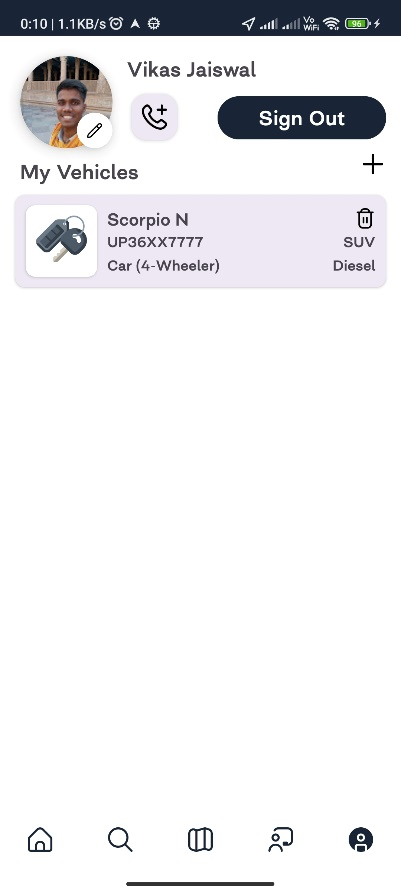 0:10 | 1.1KB/s
Vo
WiFi
96
Vikas Jaiswal
Sign Out
My Vehicles
Scorpio N
UP36XX7777
SUV
Car (4-Wheeler)
Diesel